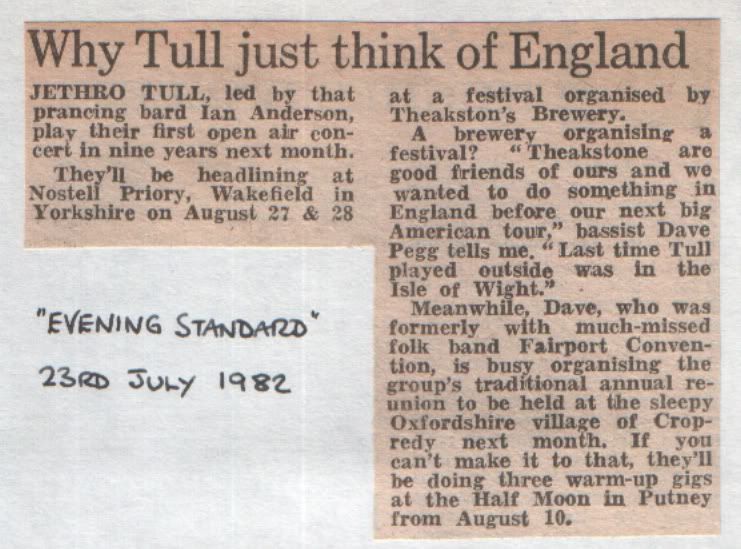 Why Tull just think of England
JETHRO TULL, led by that
prancing bard Ian Anderson,
play their first open air con-
cert in nine years next month.
They'll be headlining at
Nostell Priory, Wakefield in
Yorkshire on August 27 & 28
at a festival organised by
Theakston's Brewery.
A brewery organising a
festival? "Theakstone are
good friends of ours and we
wanted to do something in
England before our next big
American tour," bassist Dave
Pegg tells me. "Last time Tull
played outside was in the
Isle of Wight."
Meanwhile, Dave, who was
formerly with much-missed
folk band Fairport Conven-
tion, is busy organising the
group's traditional annual re-
union to be held at the sleepy
Oxfordshire village of Crop-
redy next month. If you
can't make it to that, they'll
be doing three warm-up gigs
at the Half Moon in Putney
from August 10.
"EVENING STANDARD"
23RD JULY 1982